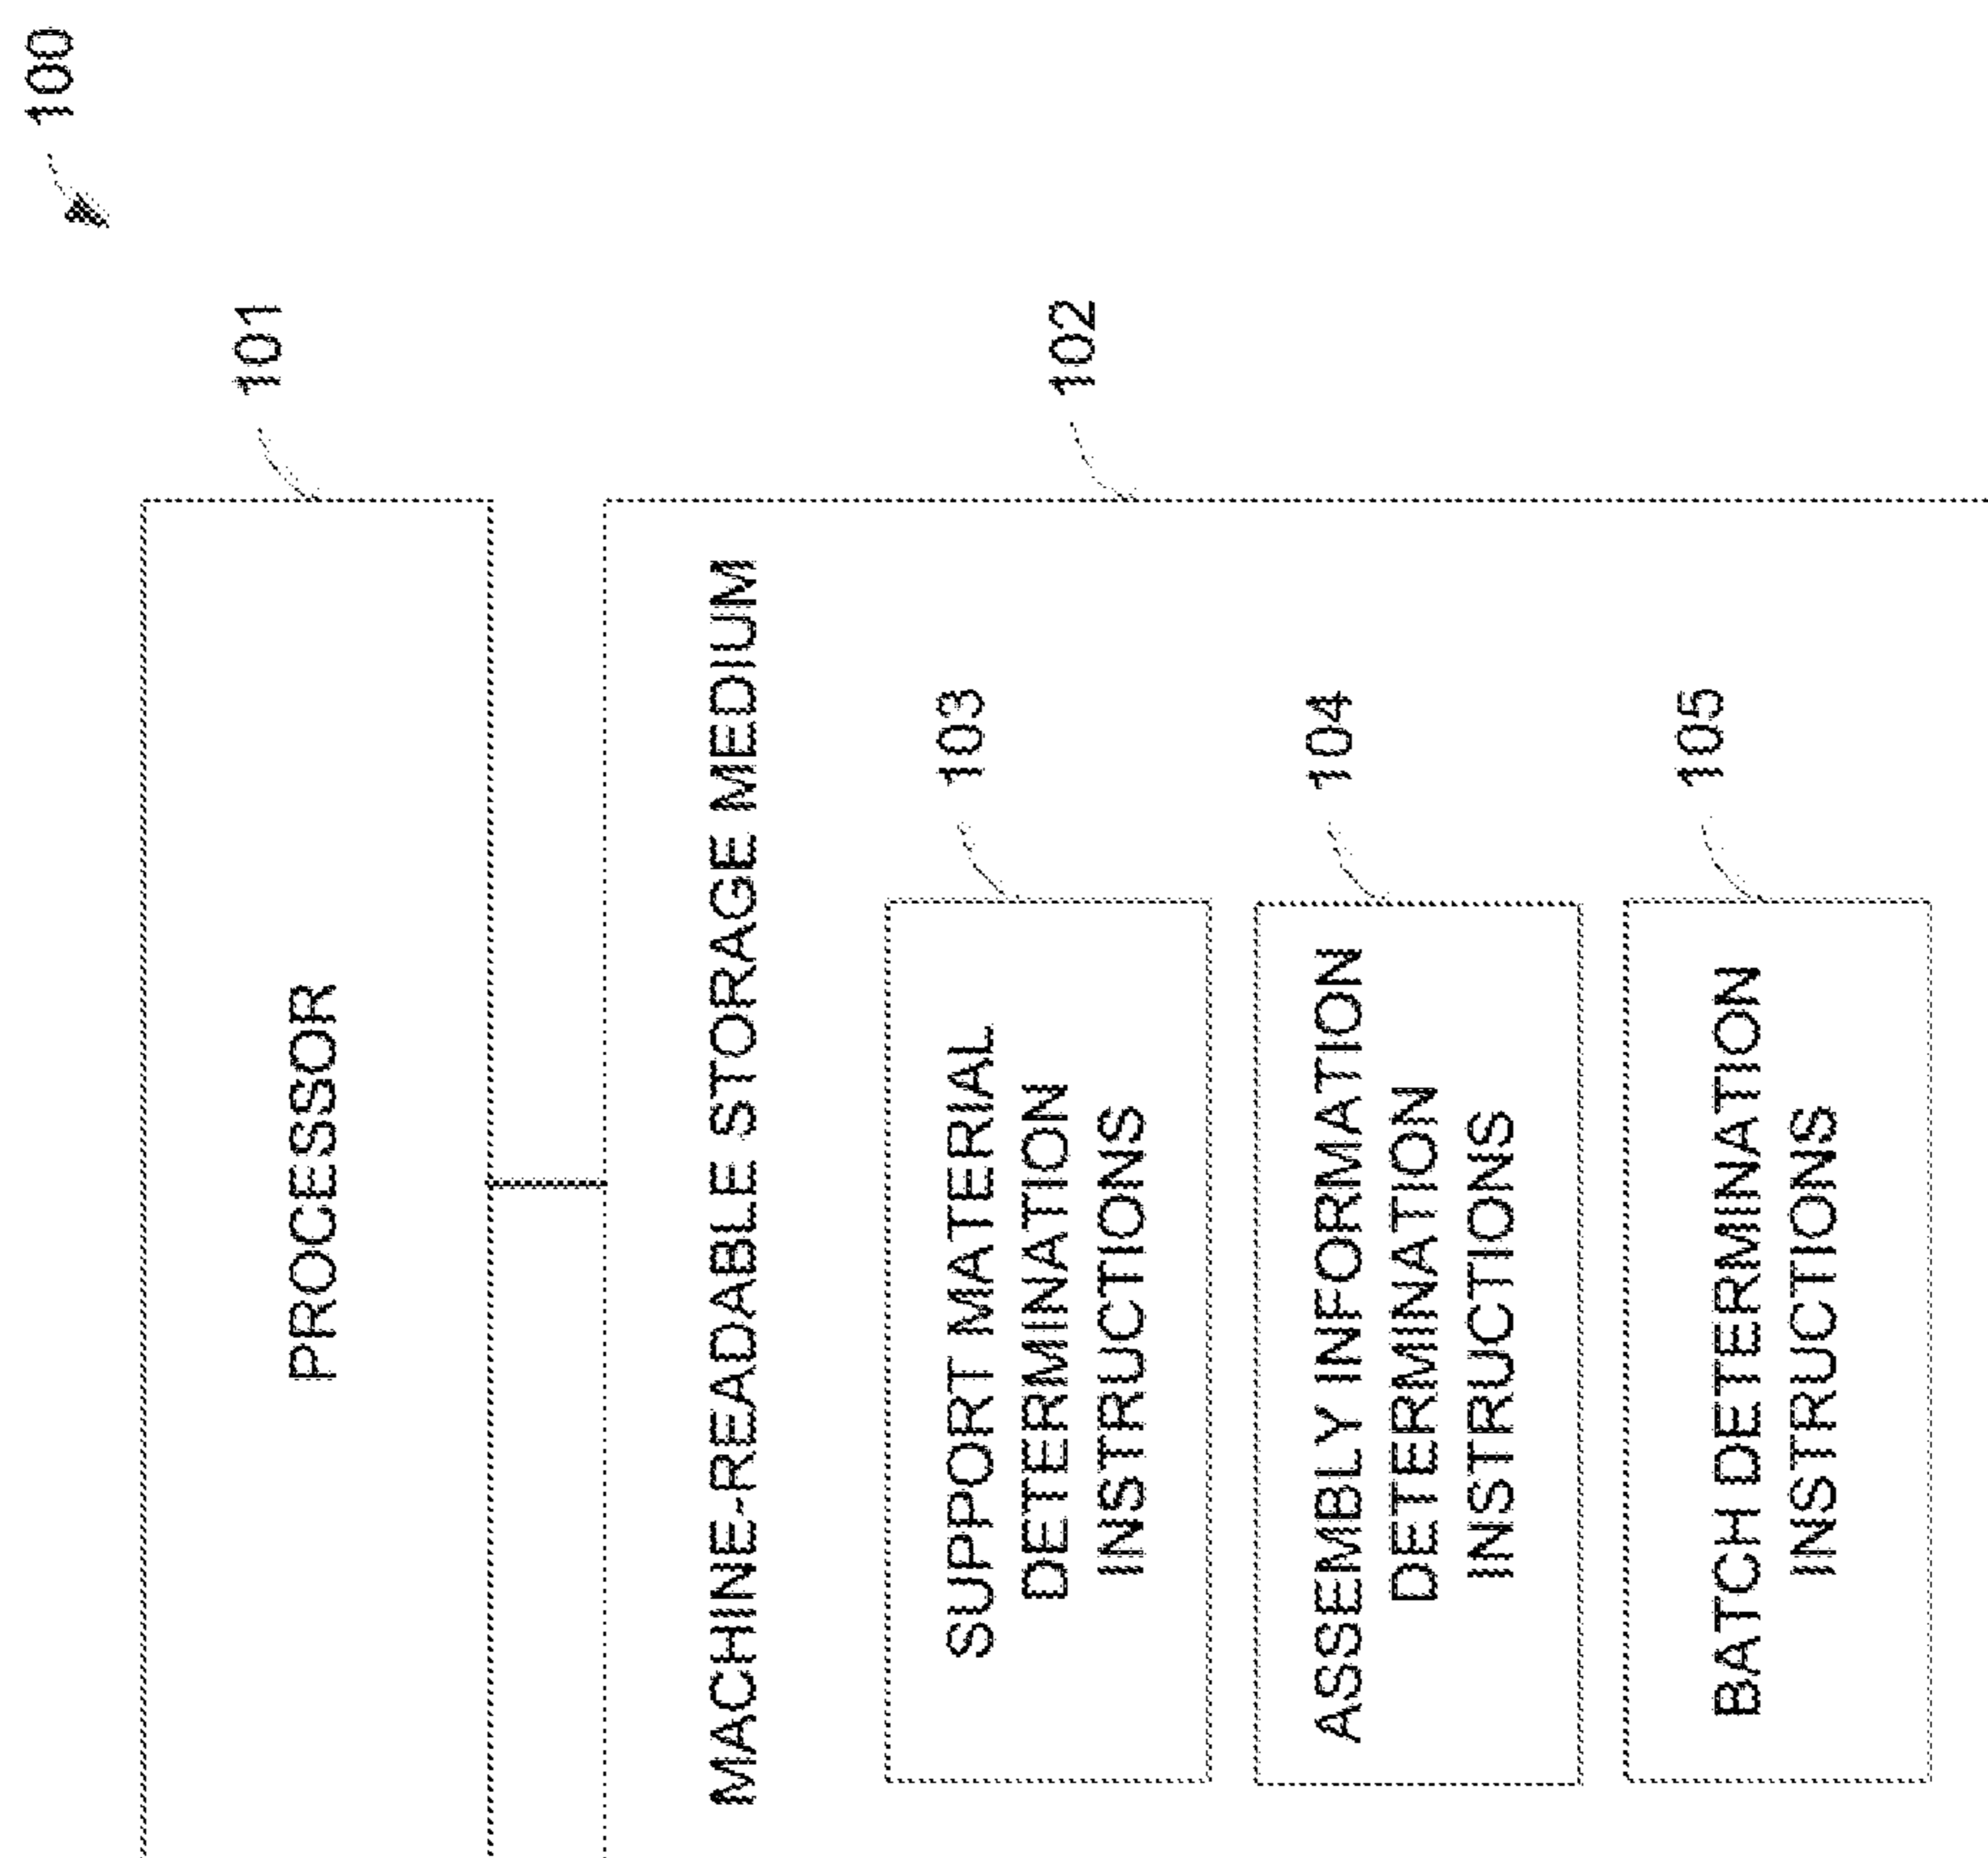 100
101
PROCESSOR
102
MACHINE-READABLE STORAGE MEDIUM
103
SUPPORT MATERIAL
DETERMINATION
INSTRUCTIONS
104
ASSEMBLY INFORMATION
DETERMINATION
INSTRUCTIONS
105
BATCH DETERMINATION
INSTRUCTIONS